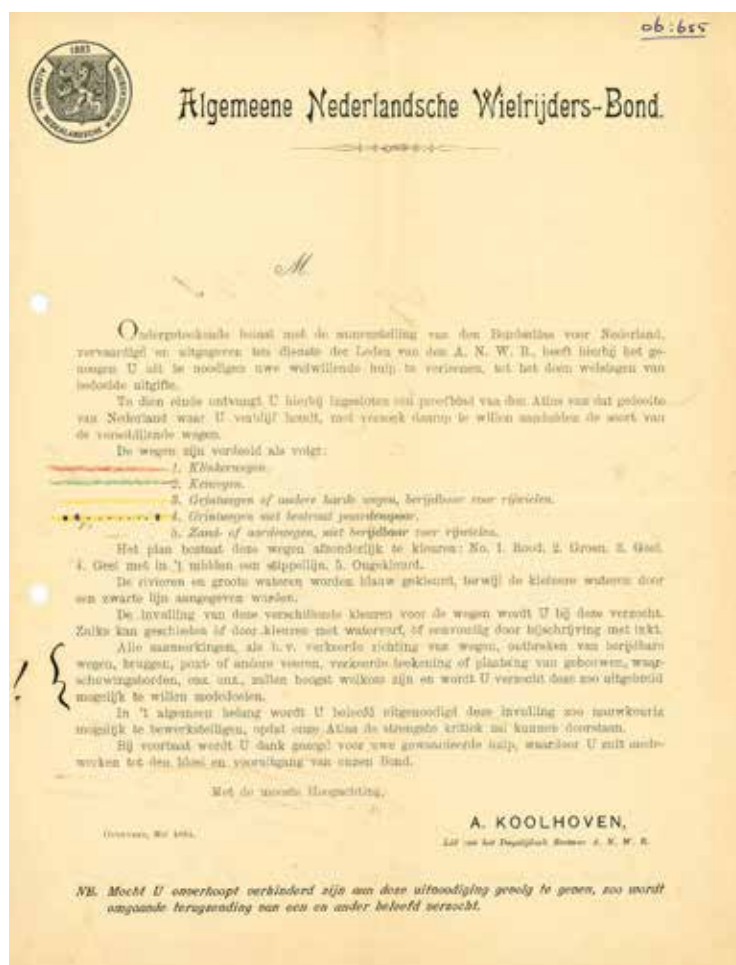 ob:655
1883
ALGEMEENE NEDERLANDSCHE WIELRIJDERSBOND
Algemeene Nederlandsche Wielrijders-Bond.
M
Ondergeteekende belast met de samenstelling van den Bondsatlas voor Nederland,
vervaardigd en uitgegeven ten dienste der Leden van den A. N. W. B., heeft hierbij het ge-
noegen U uit te noodigen uwe welwillende hulp te verleenen, tot het doen welslagen van
bedoelde uitgifte.
Te dien einde ontvangt U hierbij ingesloten een proefblad van den Atlas van dat gedeelte
van Nederland waar U verblijf houdt, met verzoek daarop te willen aanduiden de soort van
de verschillende wegen.
De wegen zijn verdeeld als volgt:
1. Klinkerwegen.
2. Keiwegen.
3. Grintwegen of andere harde wegen, berijdbaar voor rijwielen.
4. Grintwegen met bestraat paardenspoor.
5. Zand- of aardewegen, niet berijdbaar voor rijwielen.
Het plan bestaat deze wegen afzonderlijk te kleuren: No. 1. Rood. 2. Groen. 3. Geel.
4. Geel met in 't midden een stippellijn. 5. Ongekleurd.
De rivieren en groote wateren worden blauw gekleurd, terwijl de kleinere wateren door
een zwarte lijn aangegeven worden.
De invulling van deze verschillende kleuren voor de wegen wordt U bij deze verzocht.
Zulks kan geschieden òf door kleuren met waterverf, òf eenvoudig door bijschrijving met inkt.
Alle aanmerkingen, als b. v. verkeerde richting van wegen, ontbreken van berijdbare
wegen, bruggen, pont- of andere veeren, verkeerde teekening of plaatsing van gebouwen, waar-
schuwingsborden, enz. enz., zullen hoogst welkom zijn en wordt U verzocht deze zoo uitgebreid
mogelijk te willen mededeelen.
In 't algemeen belang wordt U beleefd uitgenoodigd deze invulling zoo nauwkeurig
mogelijk te bewerkstelligen, opdat onze Atlas de strengste kritiek zal kunnen doorstaan.
Bij voorbaat wordt U dank gezegd voor uwe gewaardeerde hulp, waardoor U zult mede-
werken tot den bloei en vooruitgang van onzen Bond.
Met de meeste Hoogachting,
A. KOOLHOVEN,
Lid van het Dagelijksch Bestuur A. N. W. B.
Mei
NB. Mocht U onverhoopt verhinderd zijn aan deze uitnoodiging gevolg te geven, zoo wordt
omgaande terugzending van een en ander beleefd verzocht.
!